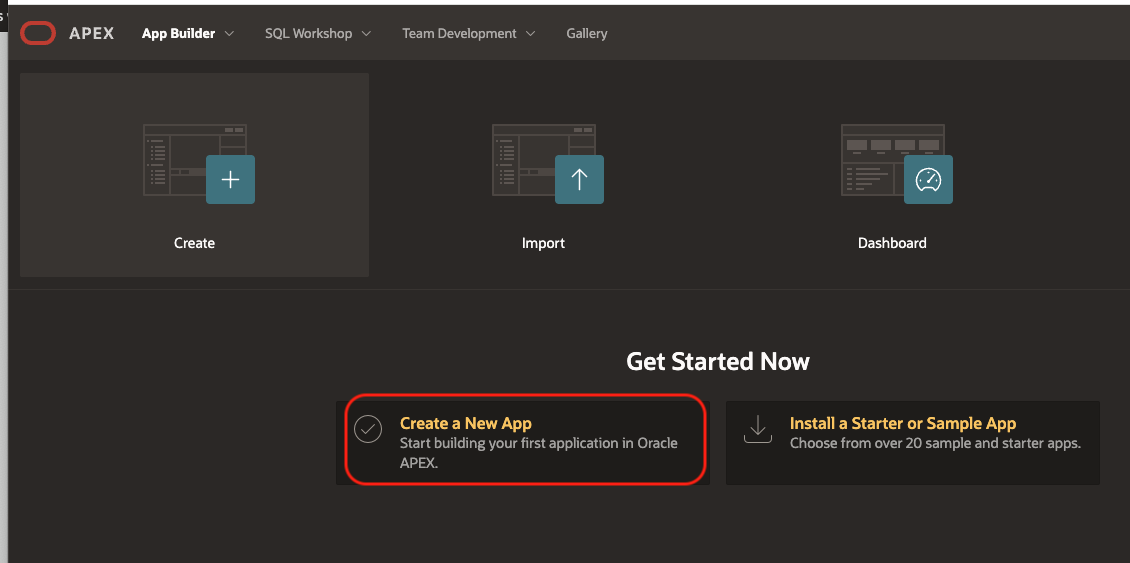 APEX App Builder SQL Workshop Team Development Gallery
Create Import Dashboard
Get Started Now
Create a New App
Start building your first application in Oracle
APEX.
Install a Starter or Sample App
Choose from over 20 sample and starter apps.